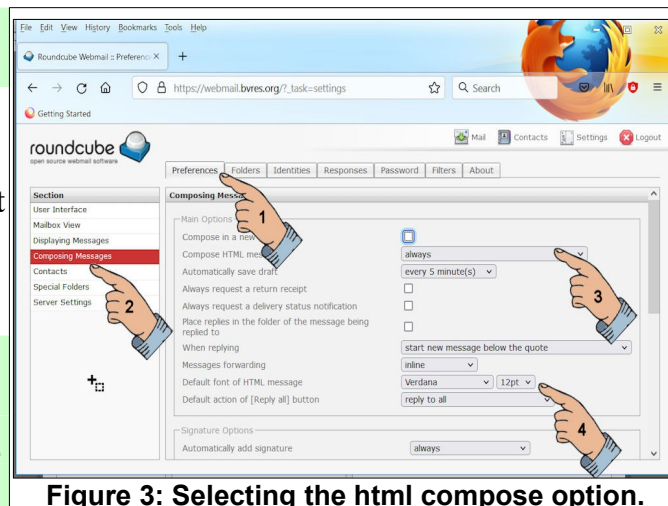 File Edit View History Bookmarks Tools Help
Roundcube Webmail :: Preferenc
https://webmail.bvres.org/?_task=settings
Search
Getting Started
roundcube
open source webmail software
Mail Contacts Settings Logout
Preferences Folders Identities Responses Password Filters About
Section
User Interface
Mailbox View
Displaying Messages
Composing Messages
Contacts
Special Folders
Server Settings
Composing
Main Options
Compose in a new
Compose HTML always
Automatically save draft every 5 minute(s)
Always request a return receipt
Always request a delivery status notification
Place replies in the folder of the message being
replied to
When replying start new message below the quote
Messages forwarding inline
Default font of HTML message Verdana 12pt
Default action of [Reply all] button reply to all
Signature Options
Automatically add signature always
1
2
3
4
Figure 3: Selecting the html compose option.